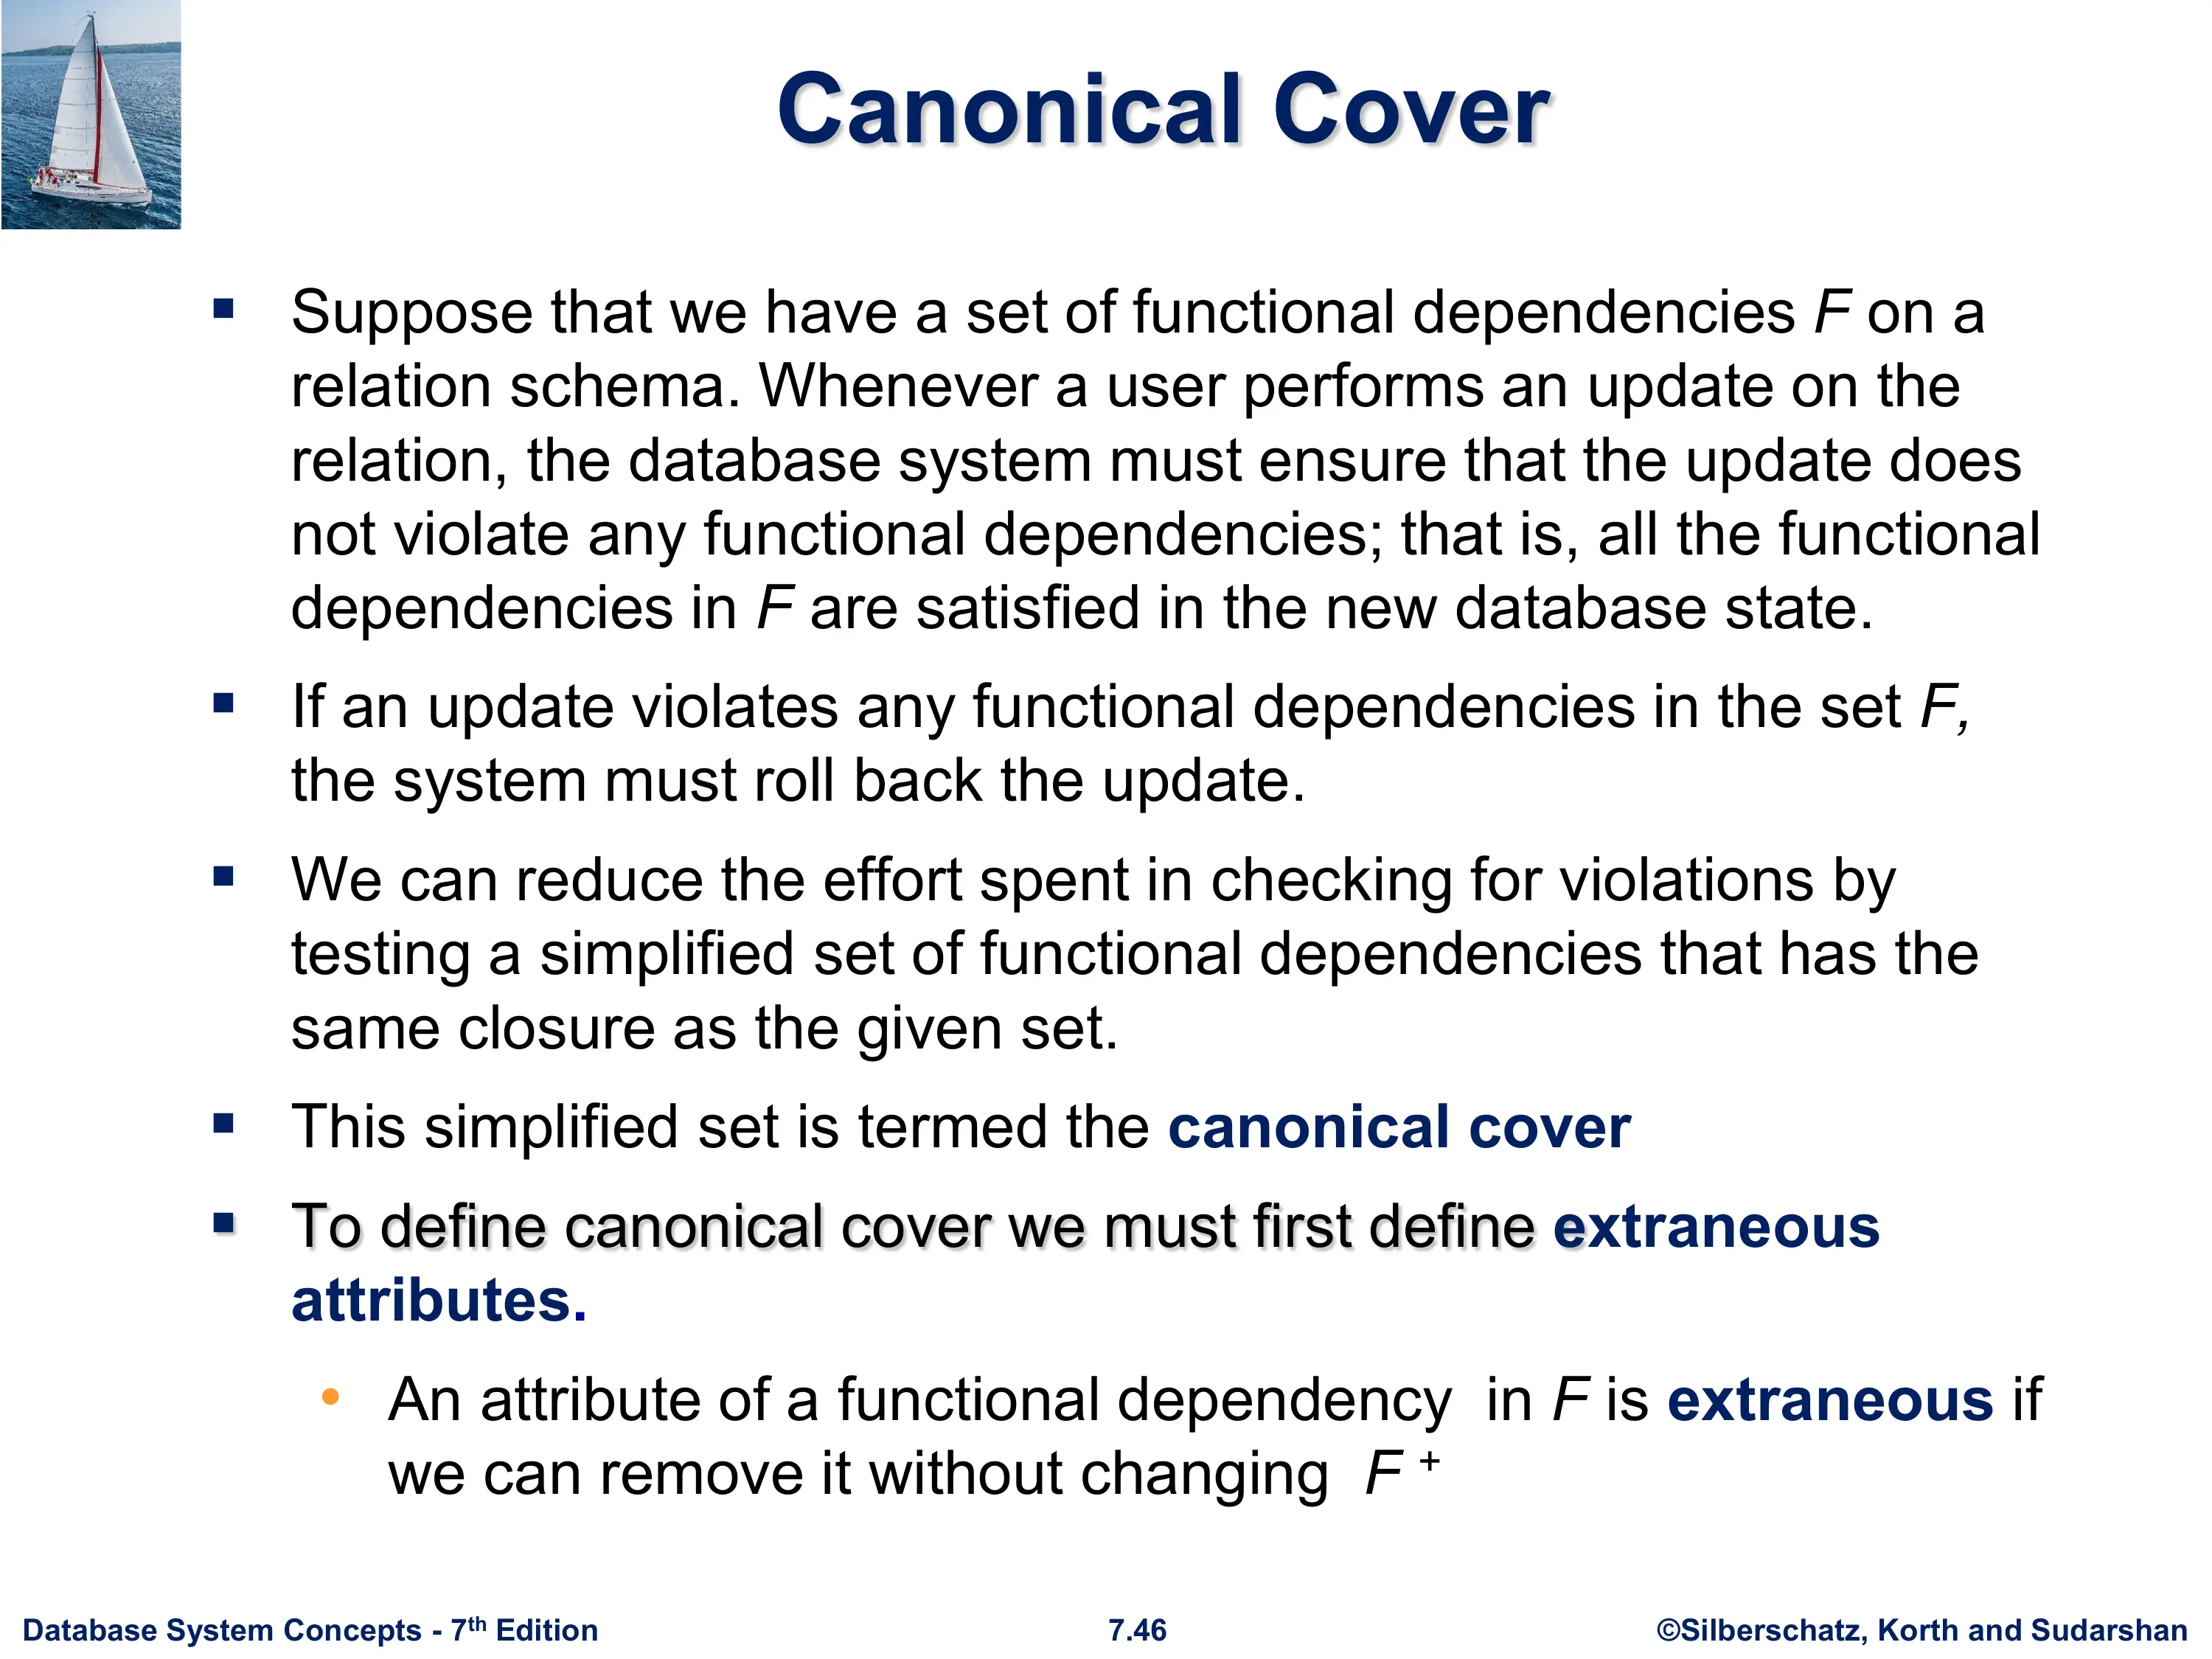 Canonical Cover
Suppose that we have a set of functional dependencies F on a
relation schema. Whenever a user performs an update on the
relation, the database system must ensure that the update does
not violate any functional dependencies; that is, all the functional
dependencies in F are satisfied in the new database state.
If an update violates any functional dependencies in the set F,
the system must roll back the update.
We can reduce the effort spent in checking for violations by
testing a simplified set of functional dependencies that has the
same closure as the given set.
This simplified set is termed the canonical cover
To define canonical cover we must first define extraneous
attributes.
An attribute of a functional dependency in F is extraneous if
we can remove it without changing F +
Database System Concepts - 7th Edition
7.46
©Silberschatz, Korth and Sudarshan